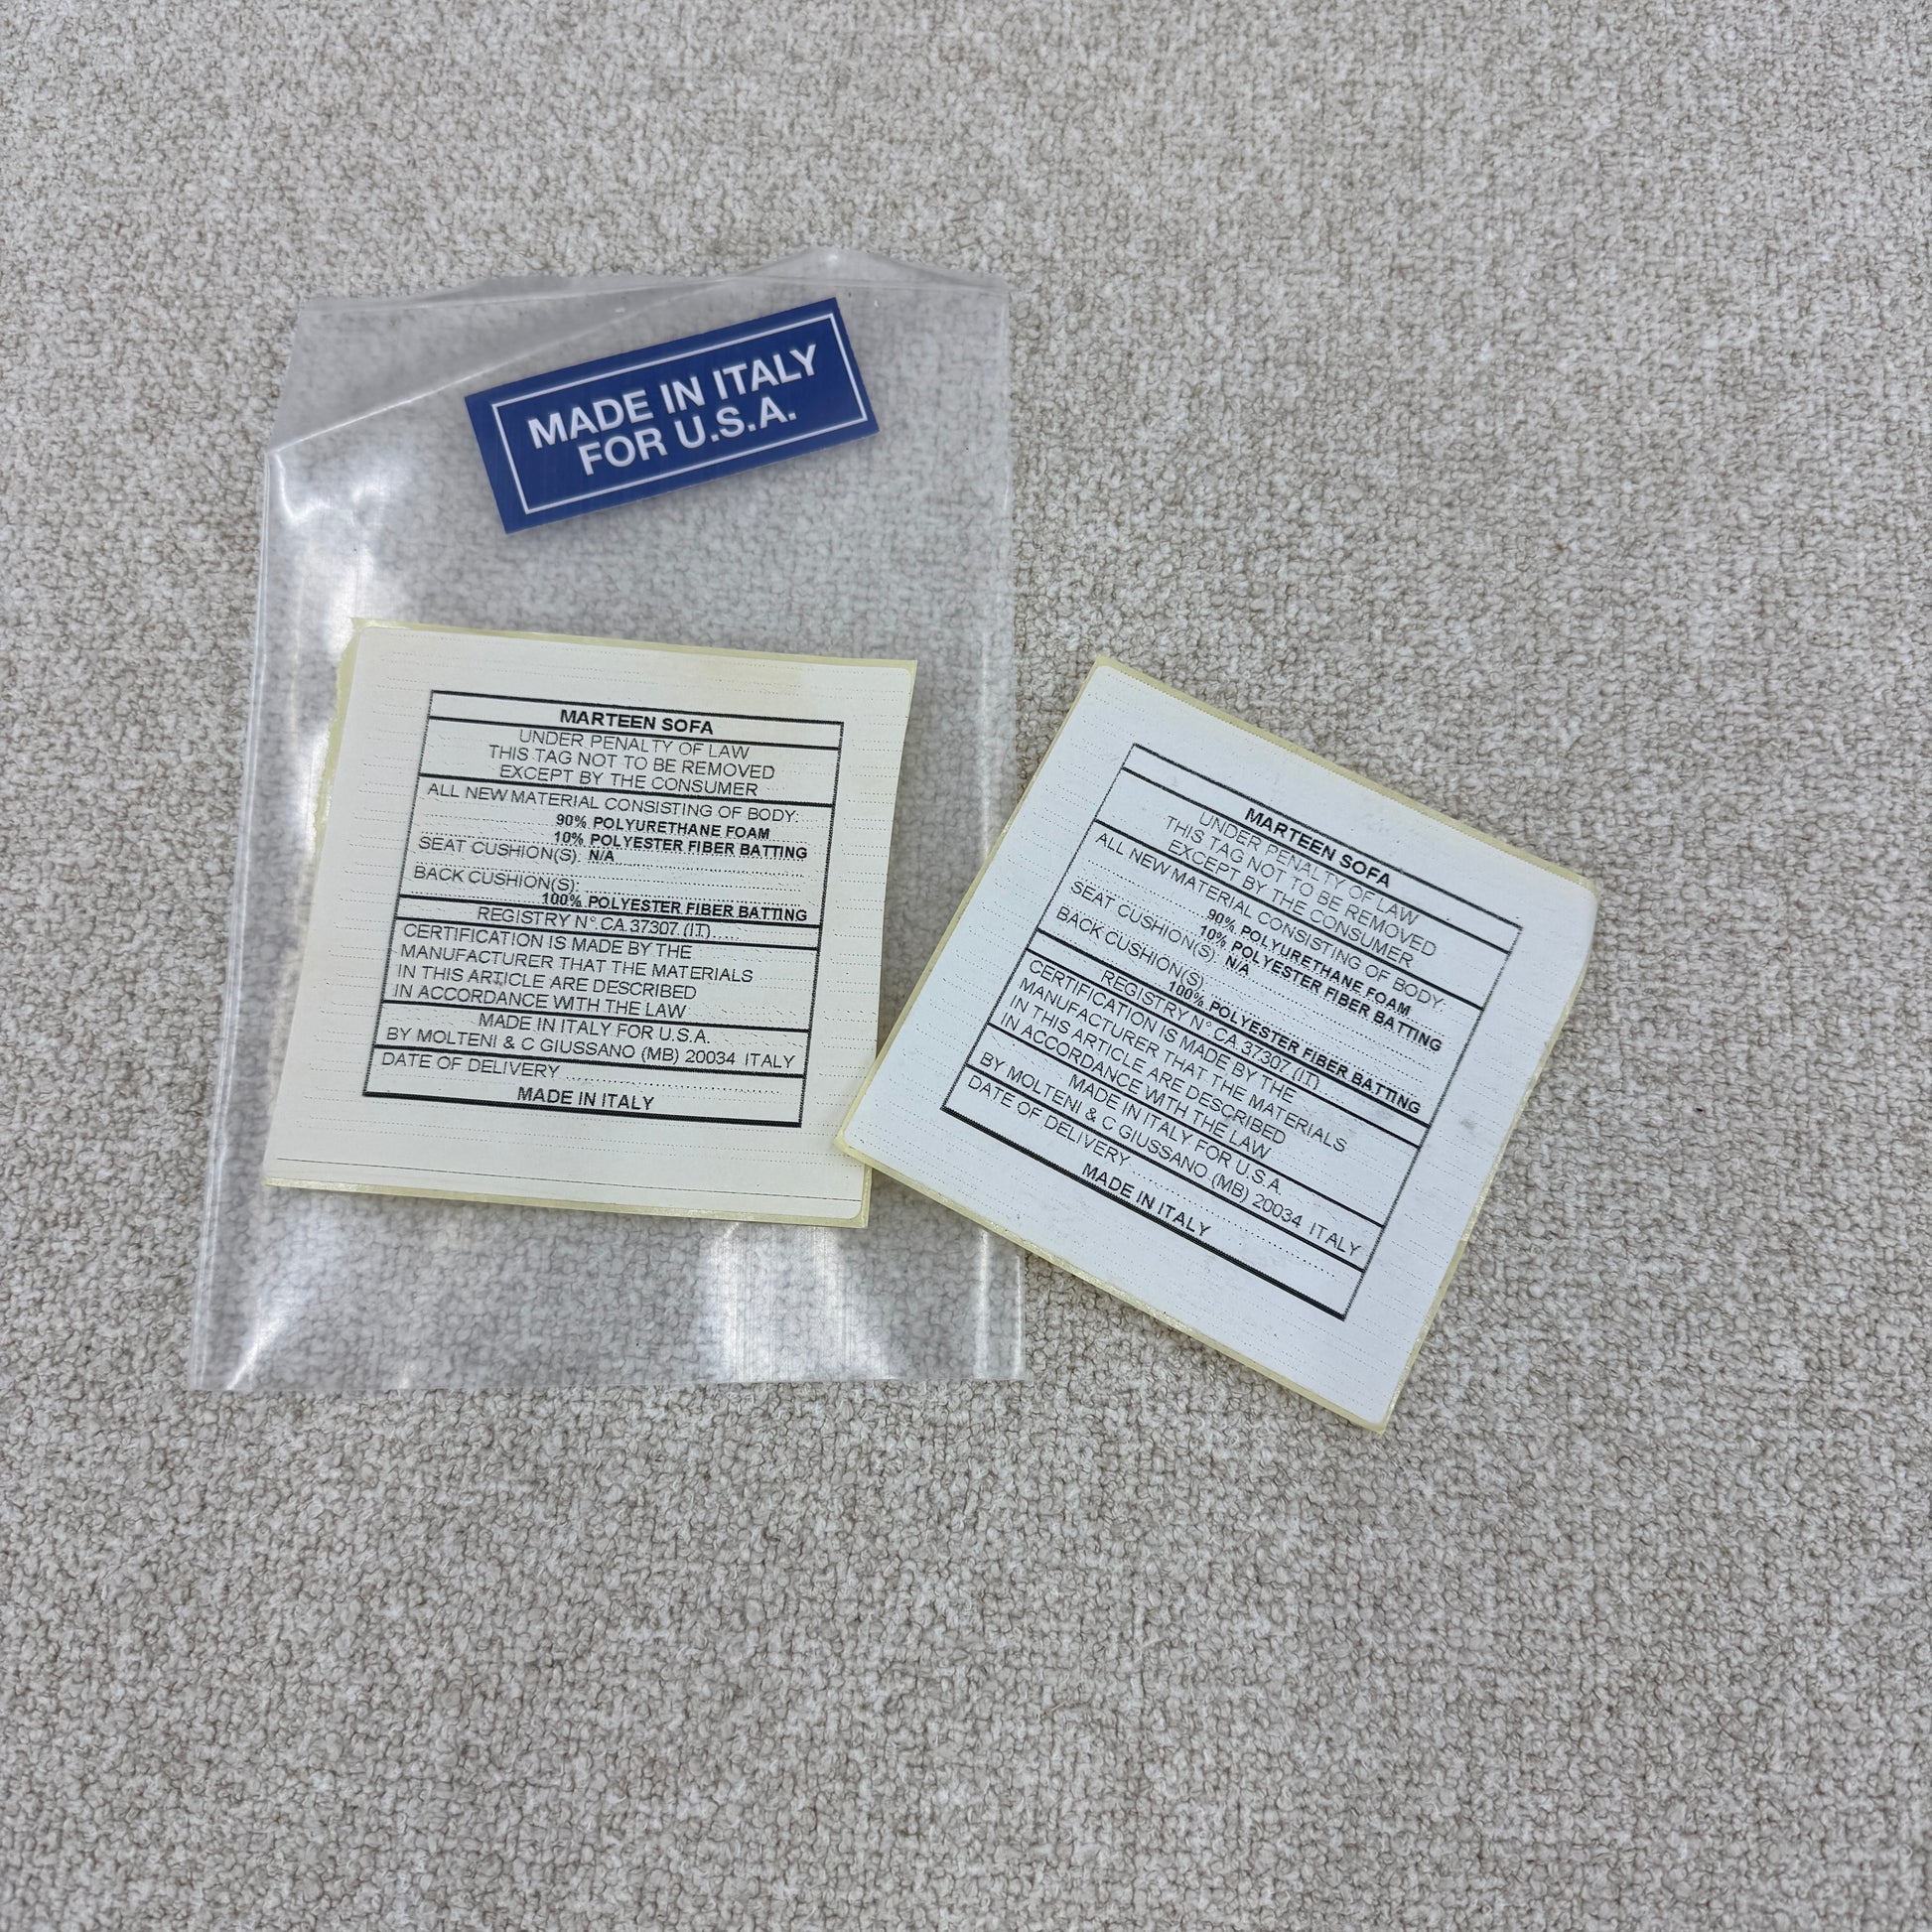 MADE IN ITALY
FOR U.S.A.
MARTEEN SOFA
UNDER PENALTY OF LAW
THIS TAG NOT TO BE REMOVED
EXCEPT BY THE CONSUMER
ALL NEW MATERIAL CONSISTING OF BODY:
90% POLYURETHANE FOAM
10% POLYESTER FIBER BATTING
SEAT CUSHION(S): N/A
BACK CUSHION(S):
100% POLYESTER FIBER BATTING
REGISTRY N° CA 37307 (IT)
CERTIFICATION IS MADE BY THE
MANUFACTURER THAT THE MATERIALS
IN THIS ARTICLE ARE DESCRIBED
IN ACCORDANCE WITH THE LAW
MADE IN ITALY FOR U.S.A.
BY MOLTENI & C GIUSSANO (MB) 20034 ITALY
DATE OF DELIVERY
MADE IN ITALY
MARTEEN SOFA
UNDER PENALTY OF LAW
THIS TAG NOT TO BE REMOVED
EXCEPT BY THE CONSUMER
ALL NEW MATERIAL CONSISTING OF BODY:
90% POLYURETHANE FOAM
10% POLYESTER FIBER BATTING
SEAT CUSHION(S): N/A
BACK CUSHION(S):
100% POLYESTER FIBER BATTING
REGISTRY N° CA 37307 (IT)
CERTIFICATION IS MADE BY THE
MANUFACTURER THAT THE MATERIALS
IN THIS ARTICLE ARE DESCRIBED
IN ACCORDANCE WITH THE LAW
MADE IN ITALY FOR U.S.A.
BY MOLTENI & C GIUSSANO (MB) 20034 ITALY
DATE OF DELIVERY
MADE IN ITALY